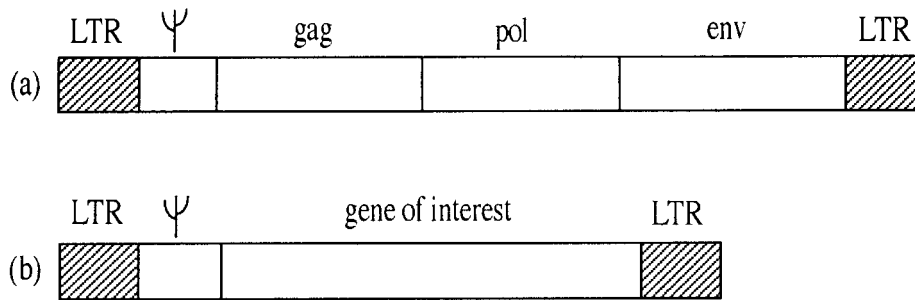 LTR ψ gag pol env LTR
(a)
LTR ψ gene of interest LTR
(b)